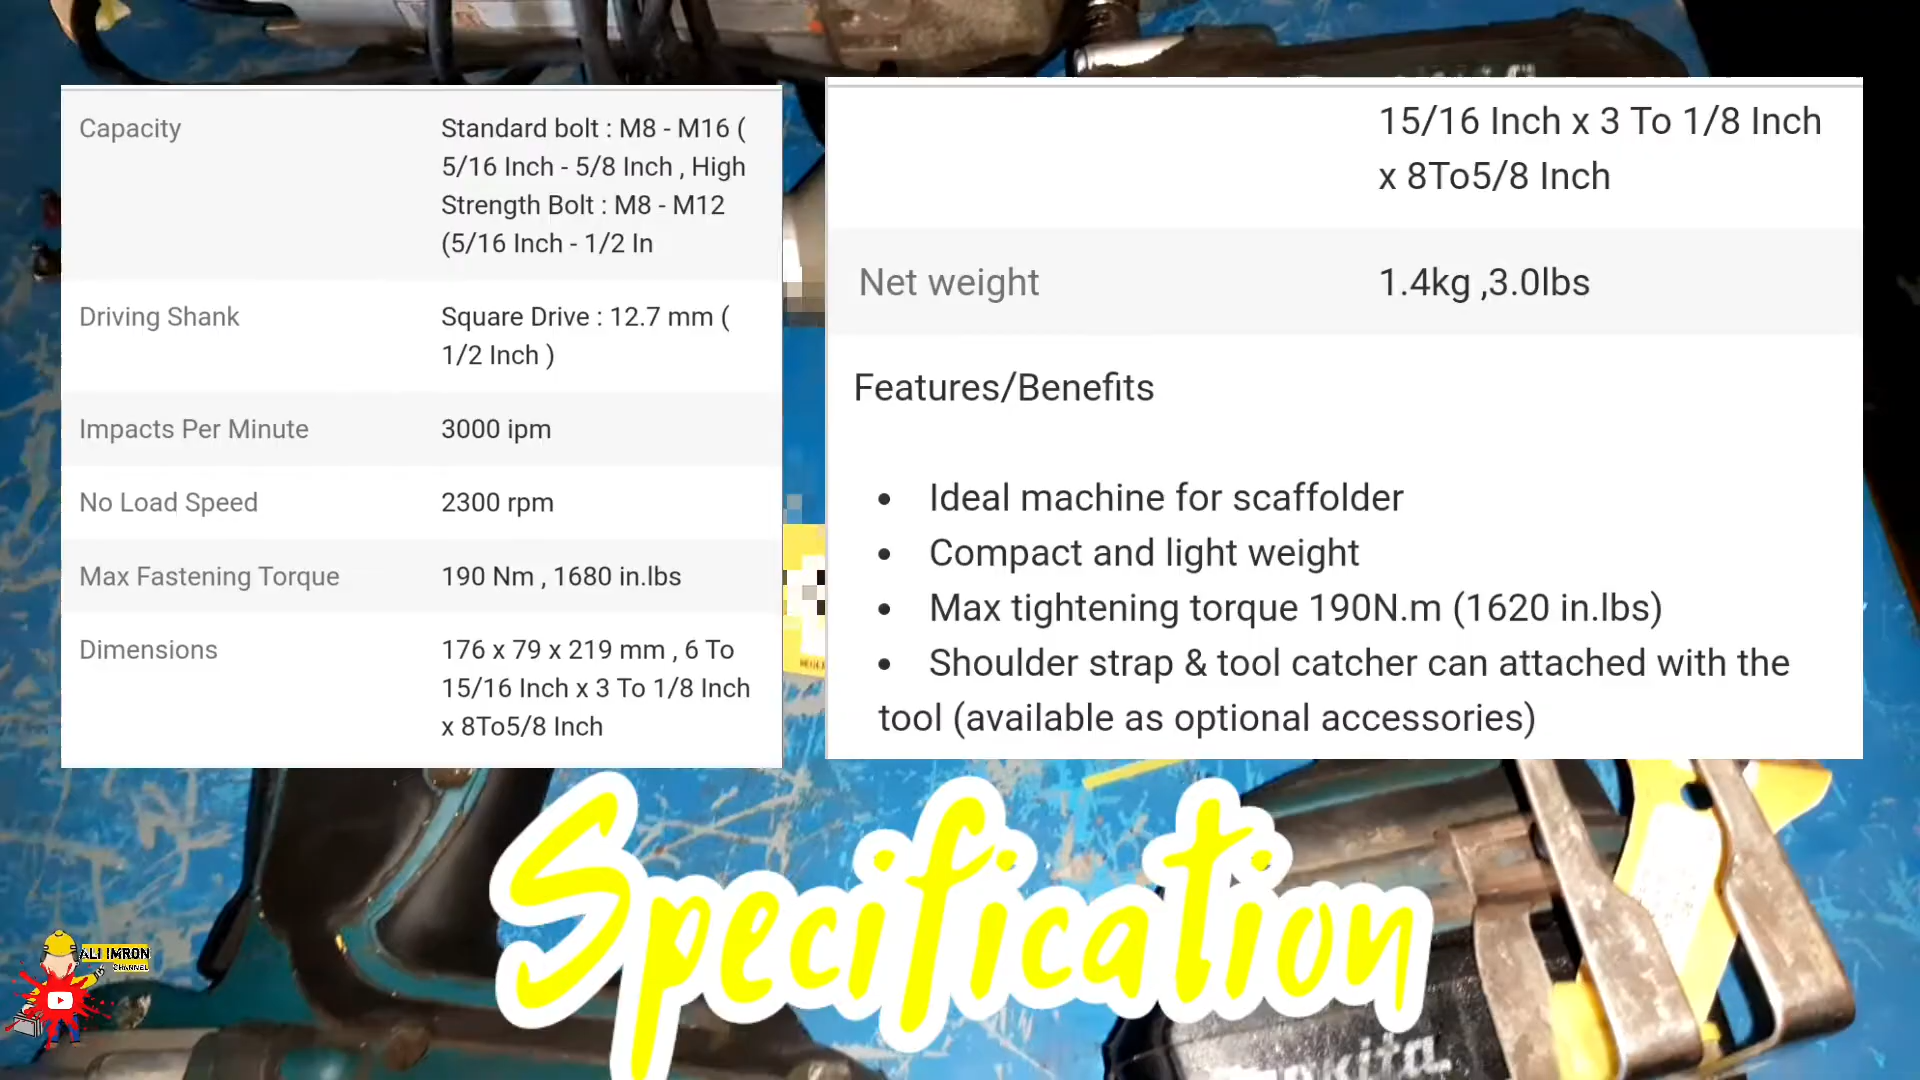 Capacity
Standard bolt : M8 - M16 (
5/16 Inch - 5/8 Inch , High
Strength Bolt : M8 - M12
(5/16 Inch - 1/2 In
Driving Shank
Square Drive : 12.7 mm (
1/2 Inch )
Impacts Per Minute
3000 ipm
No Load Speed
2300 rpm
Max Fastening Torque
190 Nm , 1680 in.lbs
Dimensions
176 x 79 x 219 mm , 6 To
15/16 Inch x 3 To 1/8 Inch
x 8To5/8 Inch
15/16 Inch x 3 To 1/8 Inch
x 8To5/8 Inch
Net weight
1.4kg ,3.0lbs
Features/Benefits
• Ideal machine for scaffolder
• Compact and light weight
• Max tightening torque 190N.m (1620 in.lbs)
• Shoulder strap & tool catcher can attached with the
tool (available as optional accessories)
Specification
ALI IMRON
CHANNEL